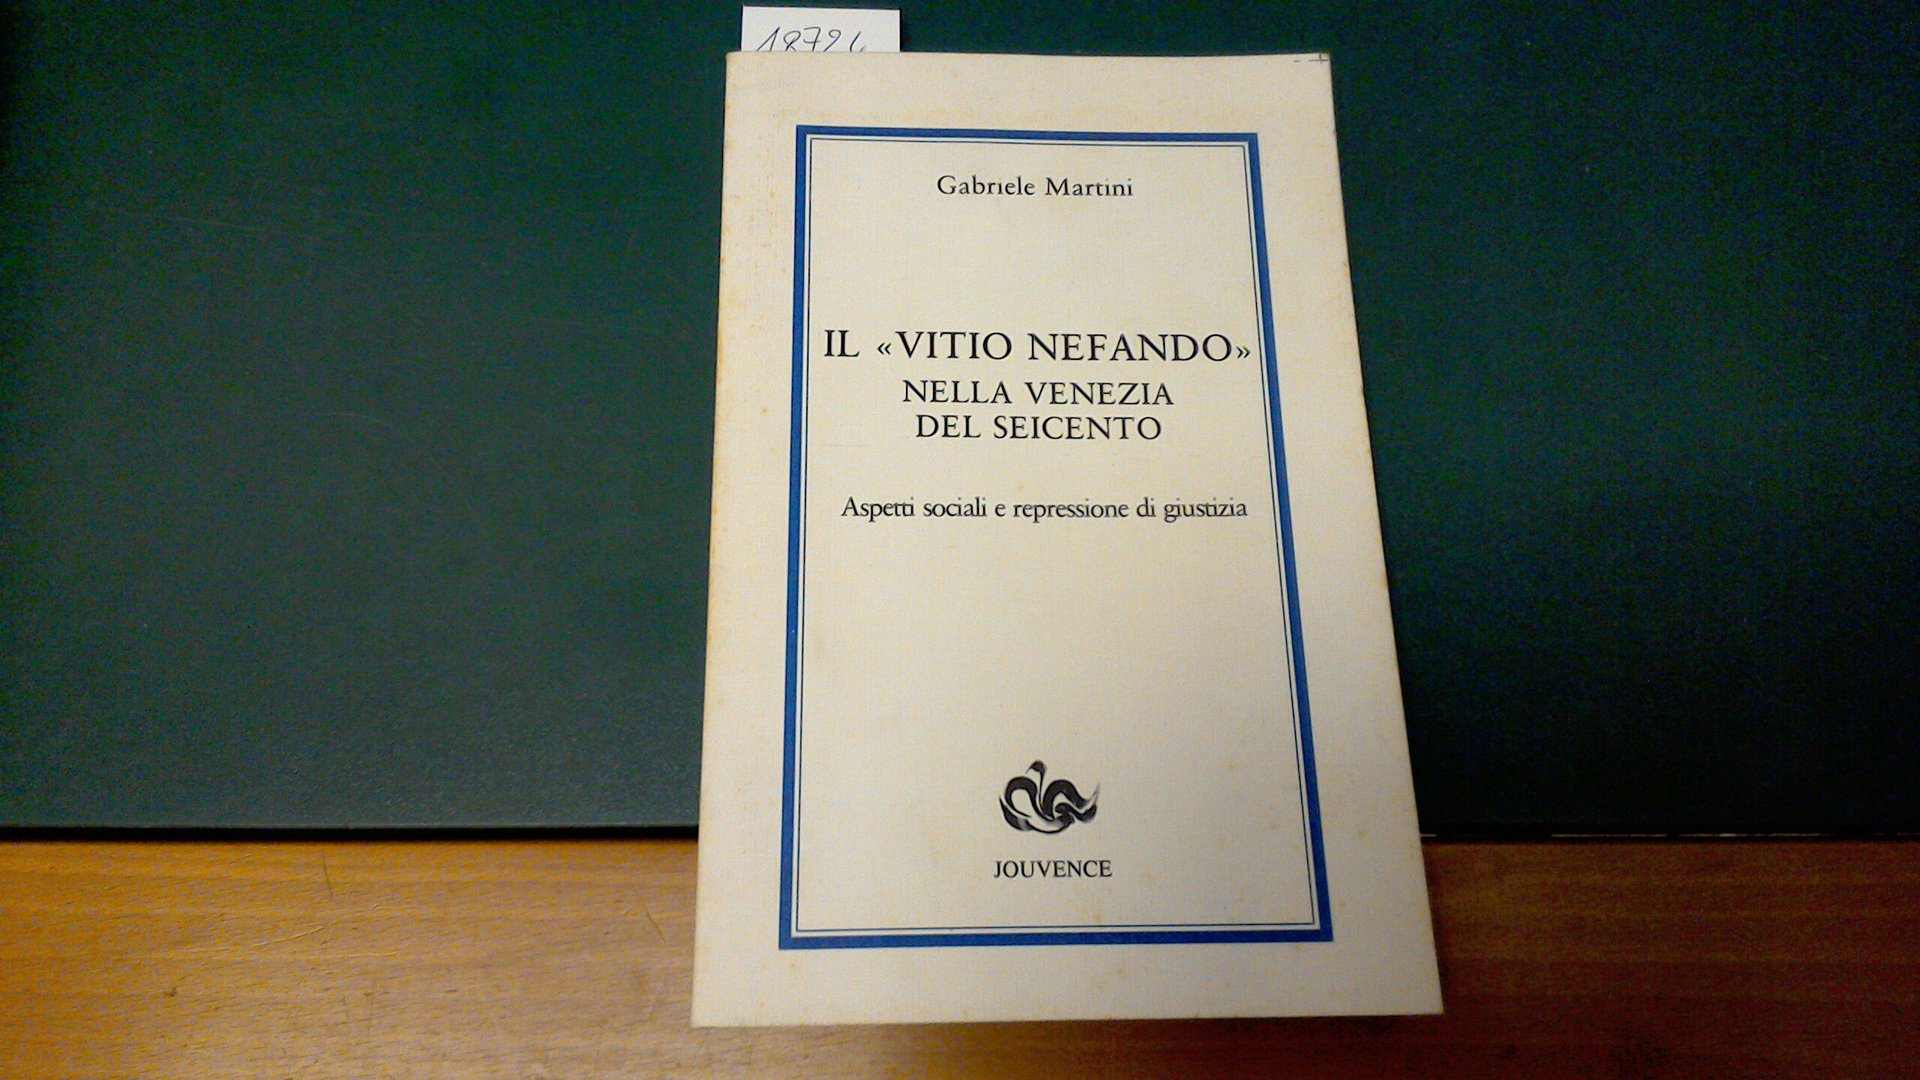 Gabriele Martini
IL «VITIO NEFANDO»
NELLA VENEZIA
DEL SEICENTO
Aspetti sociali e repressione di giustizia
JOUVENCE